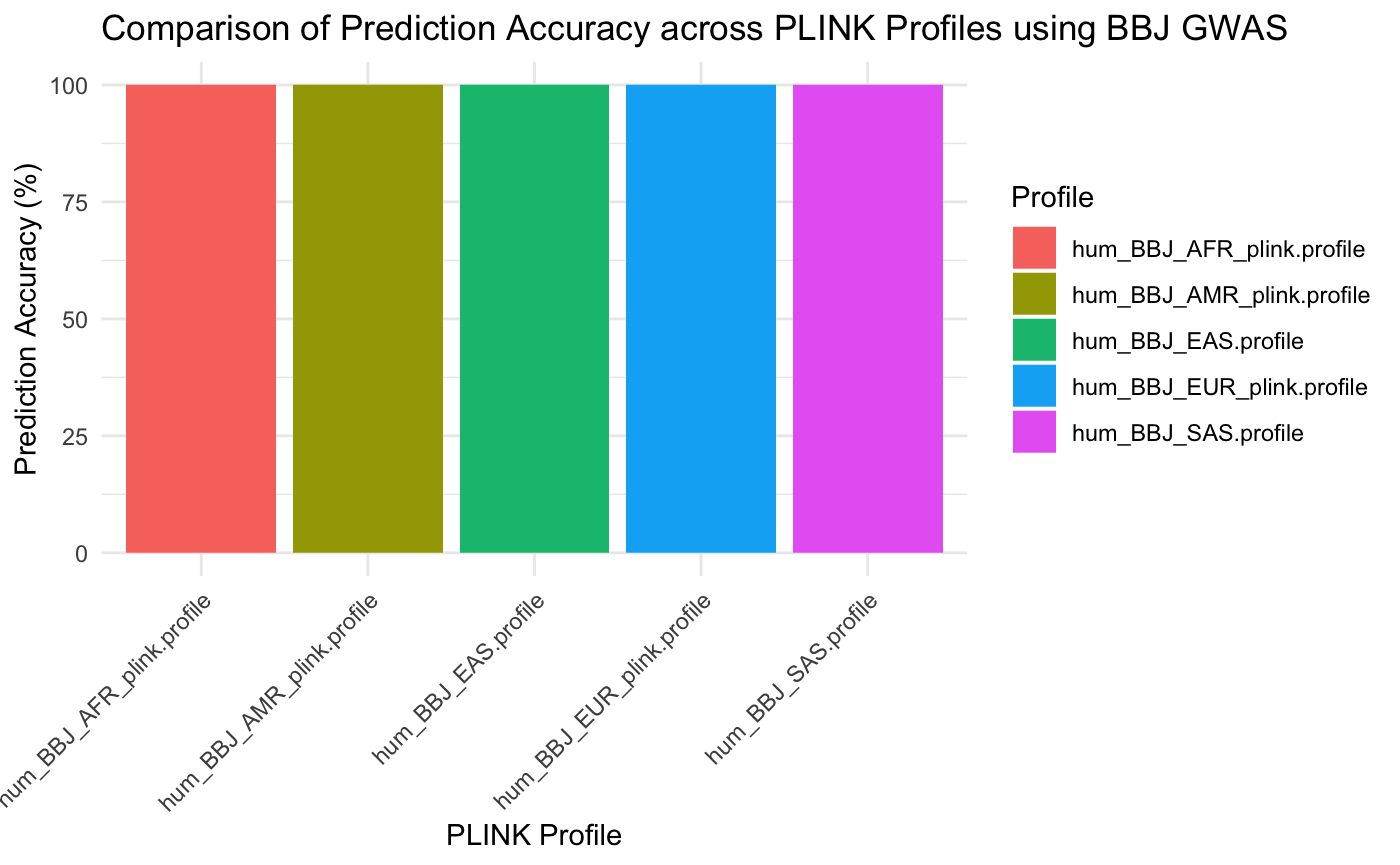 Comparison of Prediction Accuracy across PLINK Profiles using BBJ GWAS
Prediction Accuracy (%)
100
75
50
25
0
hum_BBJ_AFR_plink.profile
hum_BBJ_AMR_plink.profile
hum_BBJ_EAS.profile
hum_BBJ_EUR_plink.profile
hum_BBJ_SAS.profile
PLINK Profile
Profile
hum_BBJ_AFR_plink.profile
hum_BBJ_AMR_plink.profile
hum_BBJ_EAS.profile
hum_BBJ_EUR_plink.profile
hum_BBJ_SAS.profile